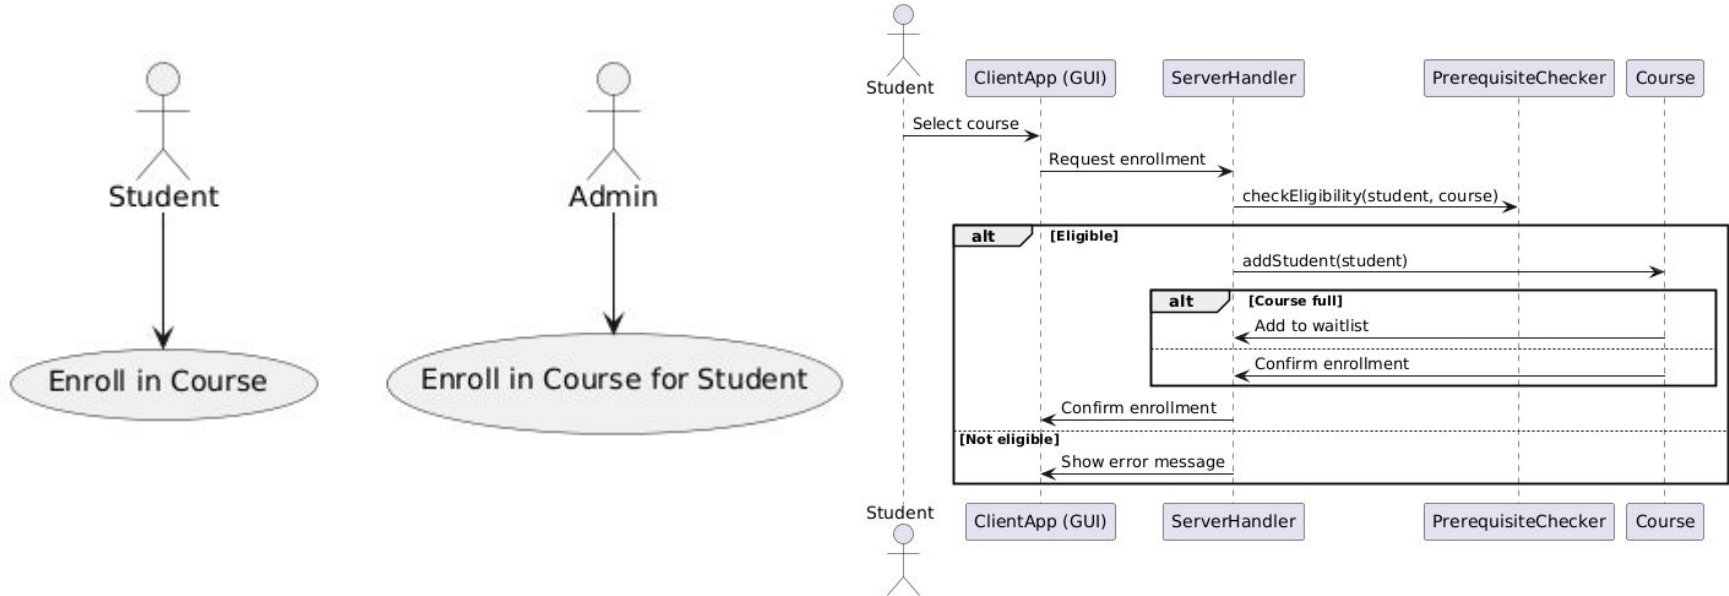 Student
Enroll in Course
Admin
Enroll in Course for Student
Student
ClientApp (GUI)
ServerHandler
PrerequisiteChecker
Course
Select course
Request enrollment
checkEligibility(student, course)
alt
[Eligible]
addStudent(student)
alt
[Course full]
Add to waitlist
Confirm enrollment
Confirm enrollment
[Not eligible]
Show error message
Student
ClientApp (GUI)
ServerHandler
PrerequisiteChecker
Course